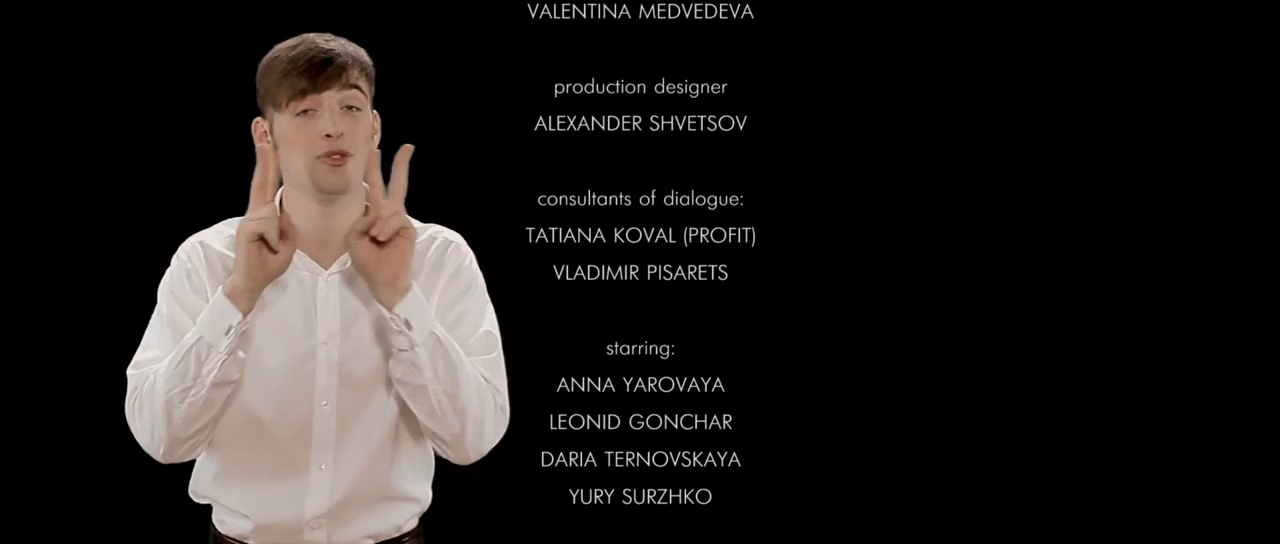 VALENTINA MEDVEDEVA
production designer
ALEXANDER SHVETSOV
consultants of dialogue:
TATIANA KOVAL (PROFIT)
VLADIMIR PISARETS
starring:
ANNA YAROVAYA
LEONID GONCHAR
DARIA TERNOVSKAYA
YURY SURZHKO